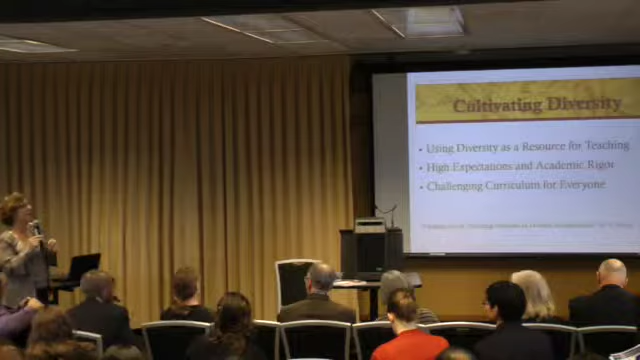 Cultivating Diversity
• Using Diversity as a Resource for Teaching
• High Expectations and Academic Rigor
• Challenging Curriculum for Everyone